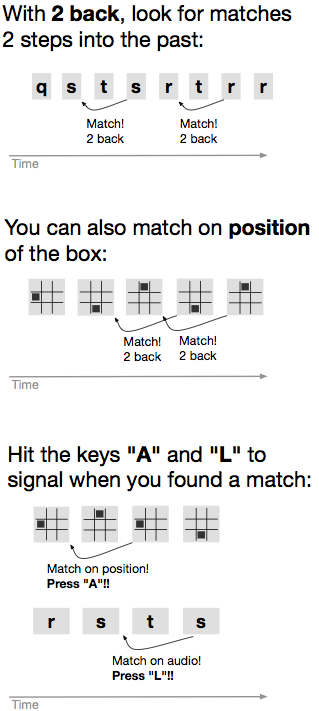 With 2 back, look for matches
2 steps into the past:
q s t s r t r r
Match! Match!
2 back 2 back
Time
You can also match on position
of the box:
Match! Match!
2 back 2 back
Time
Hit the keys "A" and "L" to
signal when you found a match:
Match on position!
Press "A"!!
r s t s
Match on audio!
Press "L"!!
Time